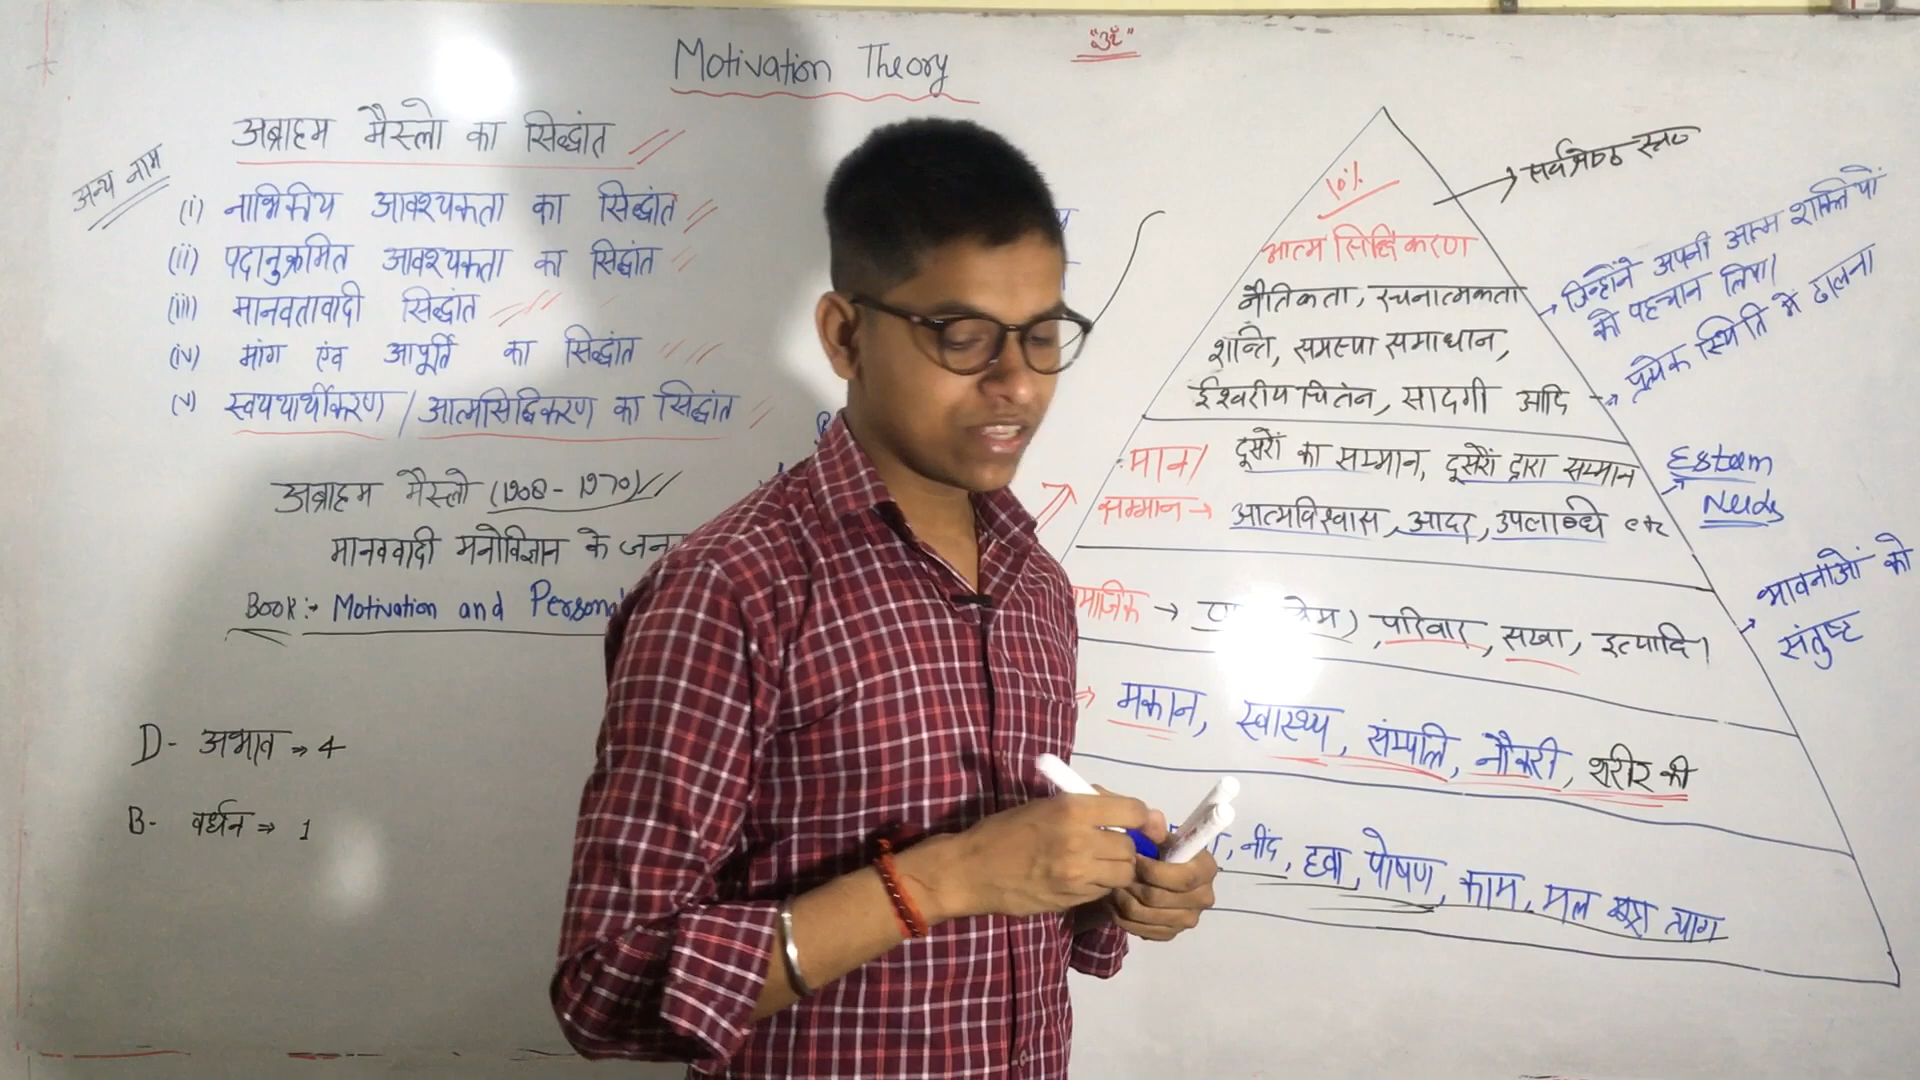 Motivation Theory
"ॐ"
अब्राहम मैस्लो का सिद्धांत
अन्य नाम
(i) नाभिकीय आवश्यकता का सिद्धांत
(ii) पदानुक्रमित आवश्यकता का सिद्धांत
(iii) मानवतावादी सिद्धांत
(iv) मांग एंव आपूर्ति का सिद्धांत
(v) स्वयथार्थीकरण / आत्मसिद्धिकरण का सिद्धांत
अब्राहम मैस्लो (1908-1970)
मानववादी मनोविज्ञान के
Book:- Motivation and
D- अभाव → 4
B- वर्धन → 1
10%
सर्वश्रेष्ठ स्तर
आत्म सिद्धिकरण
नैतिकता, रचनात्मकता
शान्ति, समस्या समाधान,
ईश्वरीय चितंन, सादगी आदि
जिन्होंने अपनी आत्म शक्तियों
को पहचान लिया।
प्रत्येक स्थिति में ढालना
मान/
सम्मान → दूसरों का सम्मान, दूसरों द्वारा सम्मान
आत्मविश्वास, आदर, उपलब्धि etc
Esteem
Needs
परिवार, सखा, इत्यादि।
भावनाओं को
संतुष्ट
मकान, स्वास्थ्य, संम्पति, नौकरी, शरीर की
नींद, हवा, पोषण, काम, मल त्याग